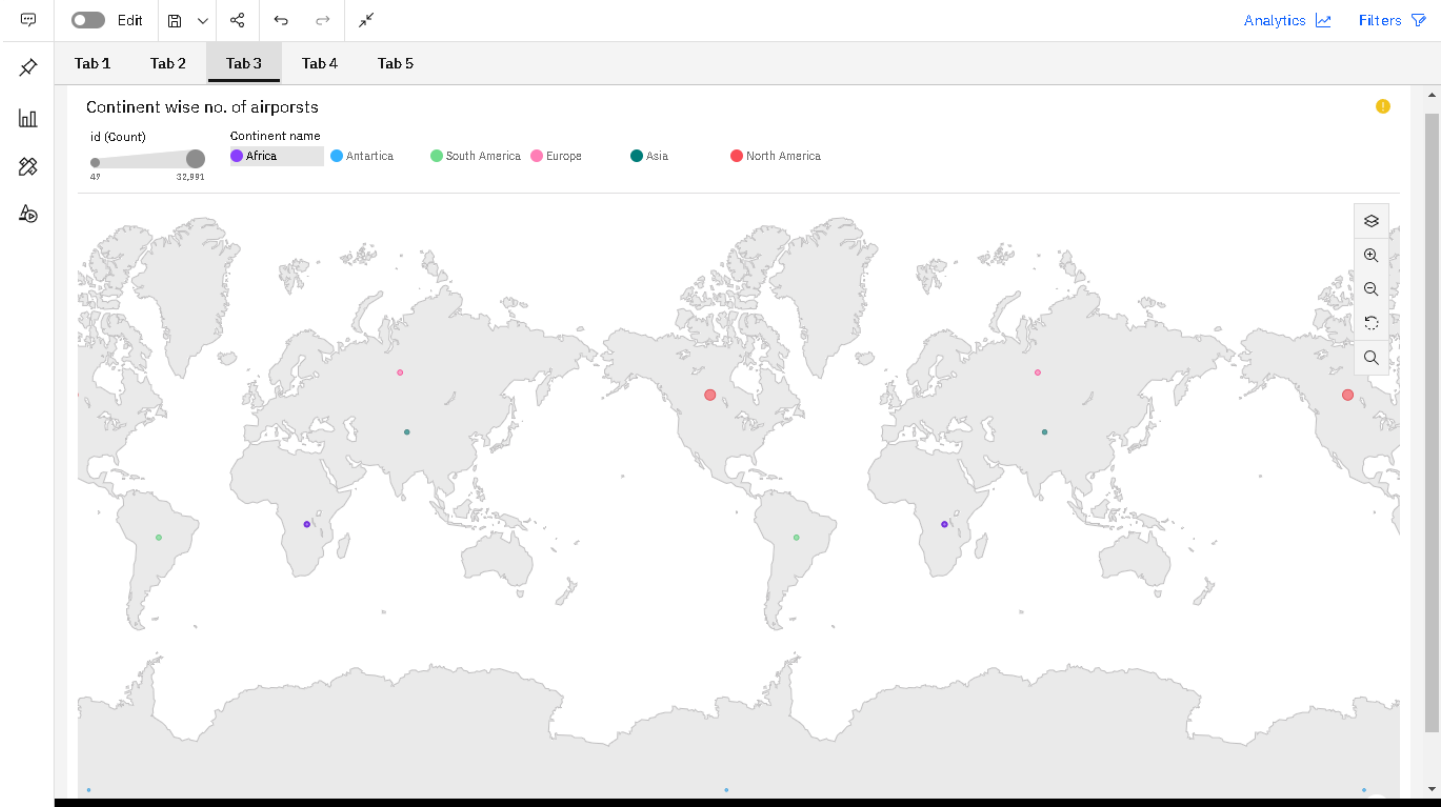 Edit
Analytics
Filters
Tab 1 Tab 2 Tab 3 Tab 4 Tab 5
Continent wise no. of airporsts
id (Count)
49 32,991
Continent name
Africa Antartica South America Europe Asia North America